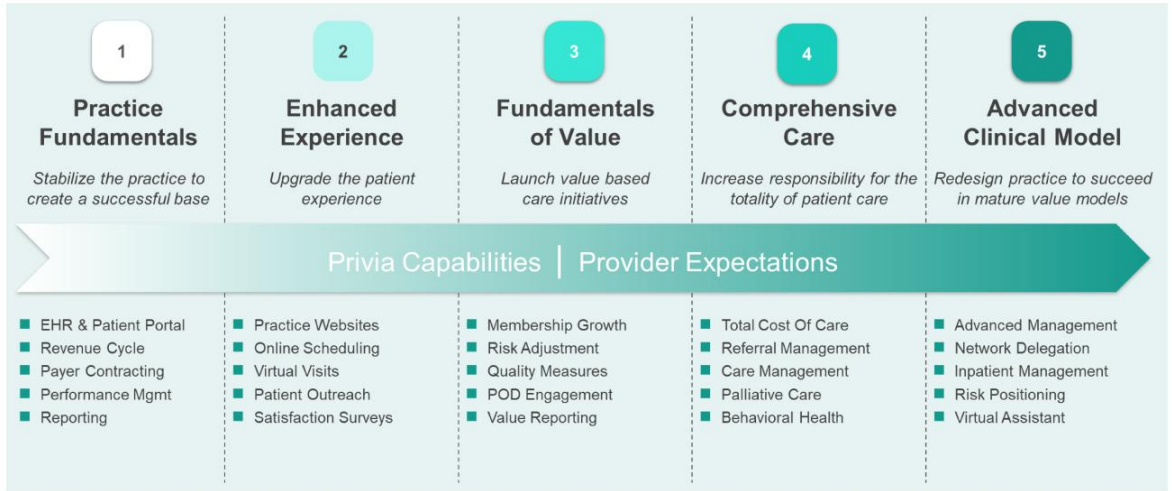 1
Practice
Fundamentals
Stabilize the practice to
create a successful base
2
Enhanced
Experience
Upgrade the patient
experience
3
Fundamentals
of Value
Launch value based
care initiatives
4
Comprehensive
Care
Increase responsibility for the
totality of patient care
5
Advanced
Clinical Model
Redesign practice to succeed
in mature value models
Privia Capabilities | Provider Expectations
EHR & Patient Portal
Revenue Cycle
Payer Contracting
Performance Mgmt
Reporting
Practice Websites
Online Scheduling
Virtual Visits
Patient Outreach
Satisfaction Surveys
Membership Growth
Risk Adjustment
Quality Measures
POD Engagement
Value Reporting
Total Cost Of Care
Referral Management
Care Management
Palliative Care
Behavioral Health
Advanced Management
Network Delegation
Inpatient Management
Risk Positioning
Virtual Assistant